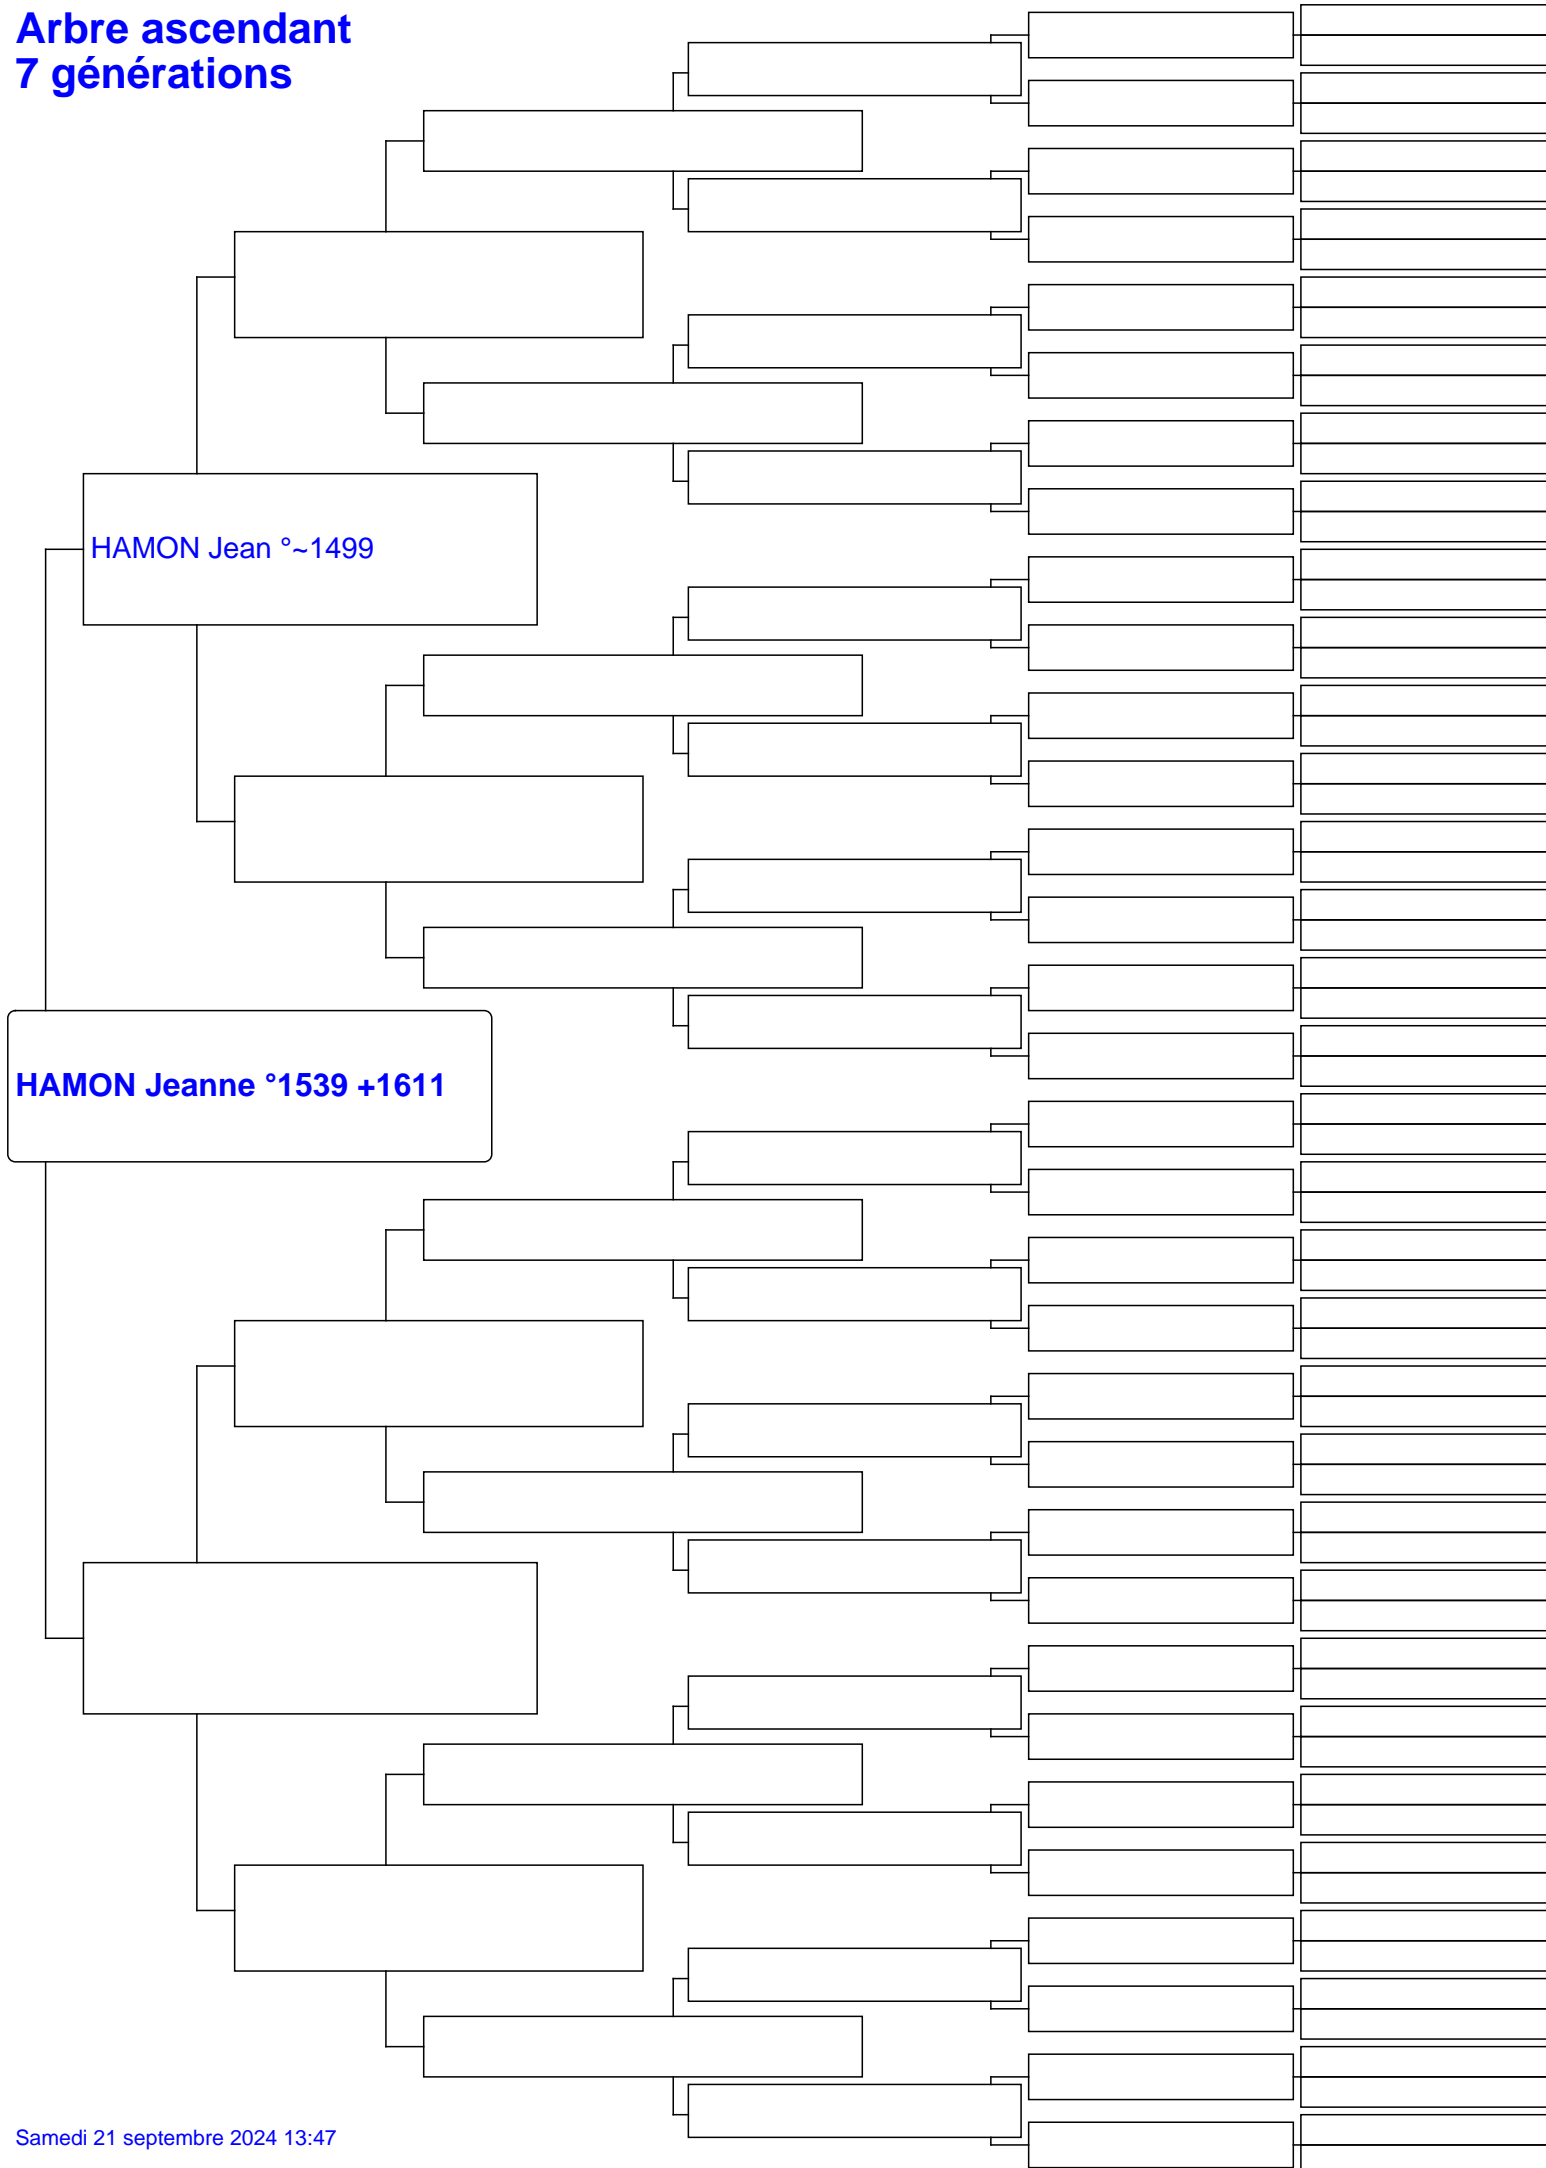 Arbre ascendant
7 générations
HAMON Jean °~1499
HAMON Jeanne °1539 +1611
Samedi 21 septembre 2024 13:47